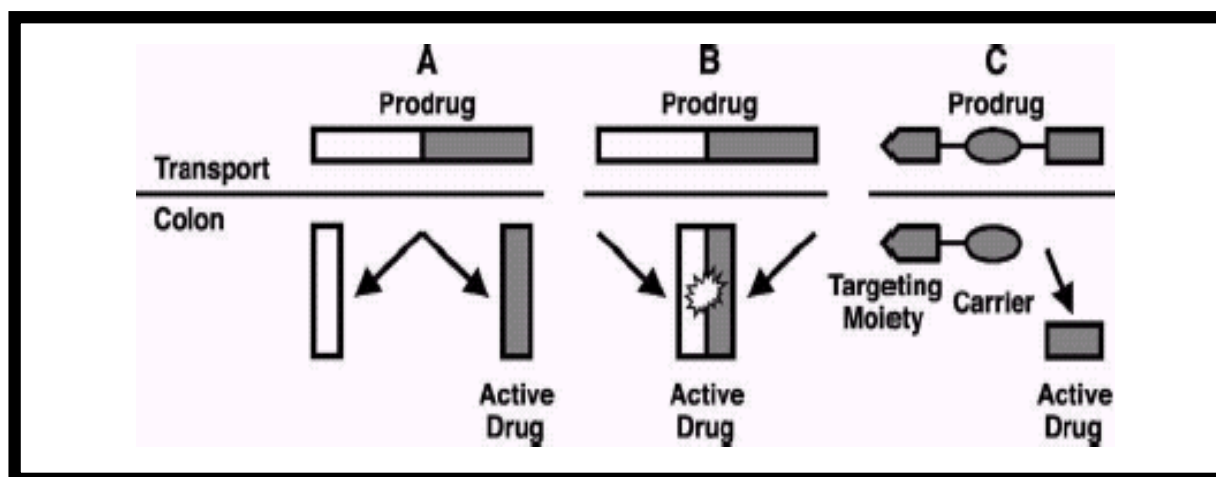 A
B
C
Prodrug
Prodrug
Prodrug
Transport
Colon
Targeting
Moiety
Carrier
Active
Drug
Active
Drug
Active
Drug